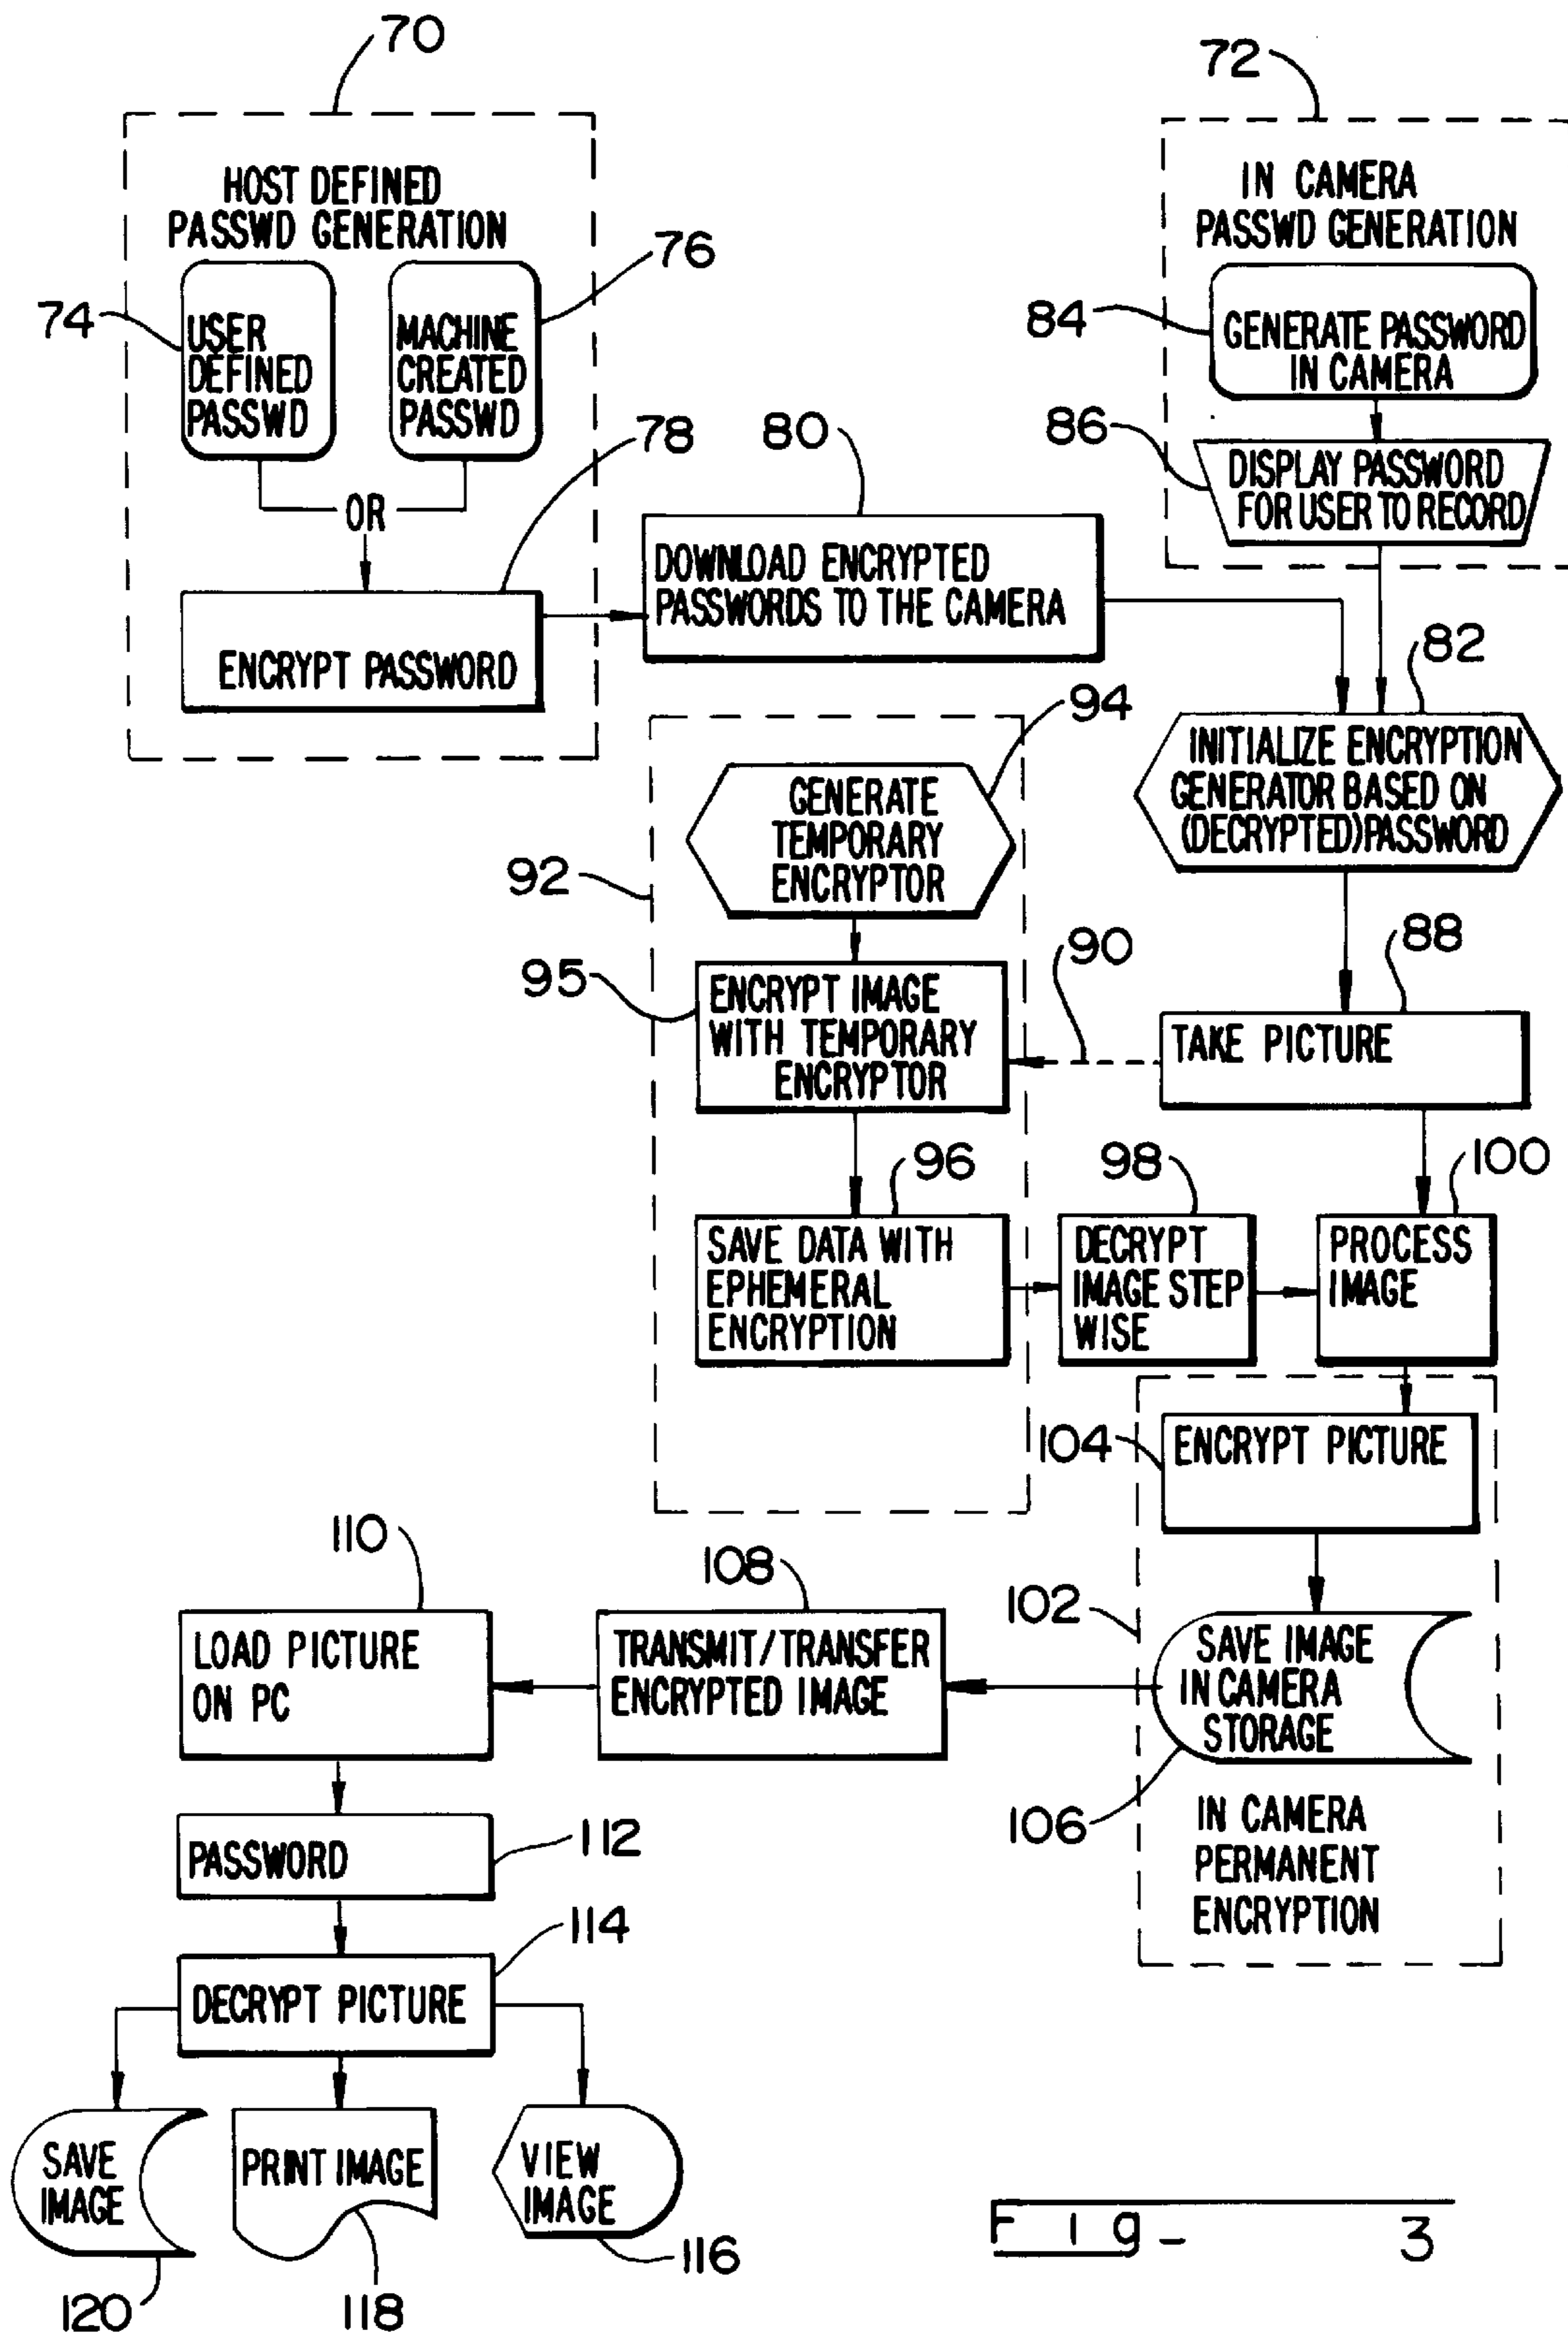 70
72
HOST DEFINED
PASSWD GENERATION
IN CAMERA
PASSWD GENERATION
74
USER
DEFINED
PASSWD
76
MACHINE
CREATED
PASSWD
84
GENERATE PASSWORD
IN CAMERA
OR
78
80
86
DISPLAY PASSWORD
FOR USER TO RECORD
ENCRYPT PASSWORD
DOWNLOAD ENCRYPTED
PASSWORDS TO THE CAMERA
82
INITIALIZE ENCRYPTION
GENERATOR BASED ON
(DECRYPTED)PASSWORD
94
GENERATE
TEMPORARY
ENCRYPTOR
92
95
ENCRYPT IMAGE
WITH TEMPORARY
ENCRYPTOR
90
88
TAKE PICTURE
96
SAVE DATA WITH
EPHEMERAL
ENCRYPTION
98
DECRYPT
IMAGE STEP
WISE
100
PROCESS
IMAGE
104
ENCRYPT PICTURE
110
LOAD PICTURE
ON PC
108
TRANSMIT/TRANSFER
ENCRYPTED IMAGE
102
SAVE IMAGE
IN CAMERA
STORAGE
106
IN CAMERA
PERMANENT
ENCRYPTION
PASSWORD
112
114
DECRYPT PICTURE
SAVE
IMAGE
PRINT IMAGE
VIEW
IMAGE
120
118
116
Fig_ 3